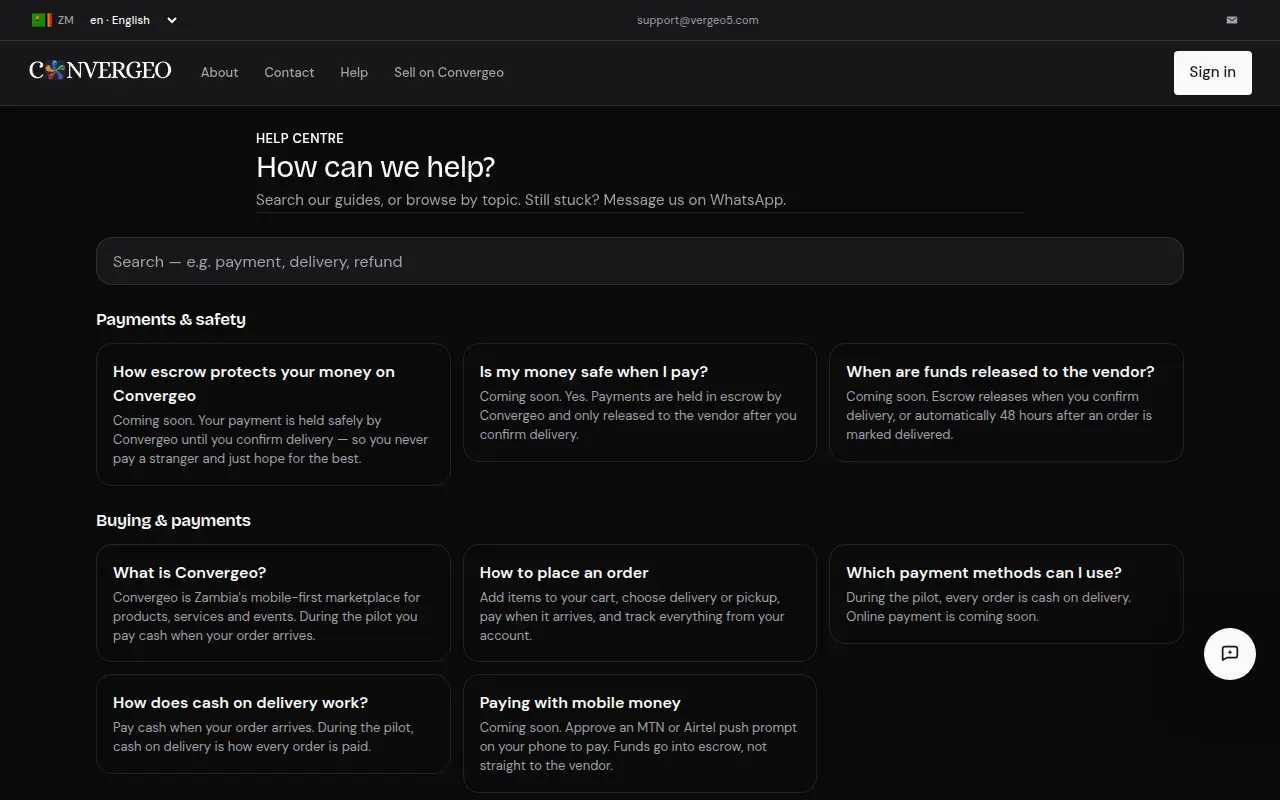 ZM
en · English
support@vergeo5.com
CONVERGEO
About
Contact
Help
Sell on Convergeo
Sign in
HELP CENTRE
How can we help?
Search our guides, or browse by topic. Still stuck? Message us on WhatsApp.
Search — e.g. payment, delivery, refund
Payments & safety
How escrow protects your money on
Convergeo
Coming soon. Your payment is held safely by
Convergeo until you confirm delivery — so you never
pay a stranger and just hope for the best.
Is my money safe when I pay?
Coming soon. Yes. Payments are held in escrow by
Convergeo and only released to the vendor after you
confirm delivery.
When are funds released to the vendor?
Coming soon. Escrow releases when you confirm
delivery, or automatically 48 hours after an order is
marked delivered.
Buying & payments
What is Convergeo?
Convergeo is Zambia's mobile-first marketplace for
products, services and events. During the pilot you
pay cash when your order arrives.
How to place an order
Add items to your cart, choose delivery or pickup,
pay when it arrives, and track everything from your
account.
Which payment methods can I use?
During the pilot, every order is cash on delivery.
Online payment is coming soon.
How does cash on delivery work?
Pay cash when your order arrives. During the pilot,
cash on delivery is how every order is paid.
Paying with mobile money
Coming soon. Approve an MTN or Airtel push prompt
on your phone to pay. Funds go into escrow, not
straight to the vendor.